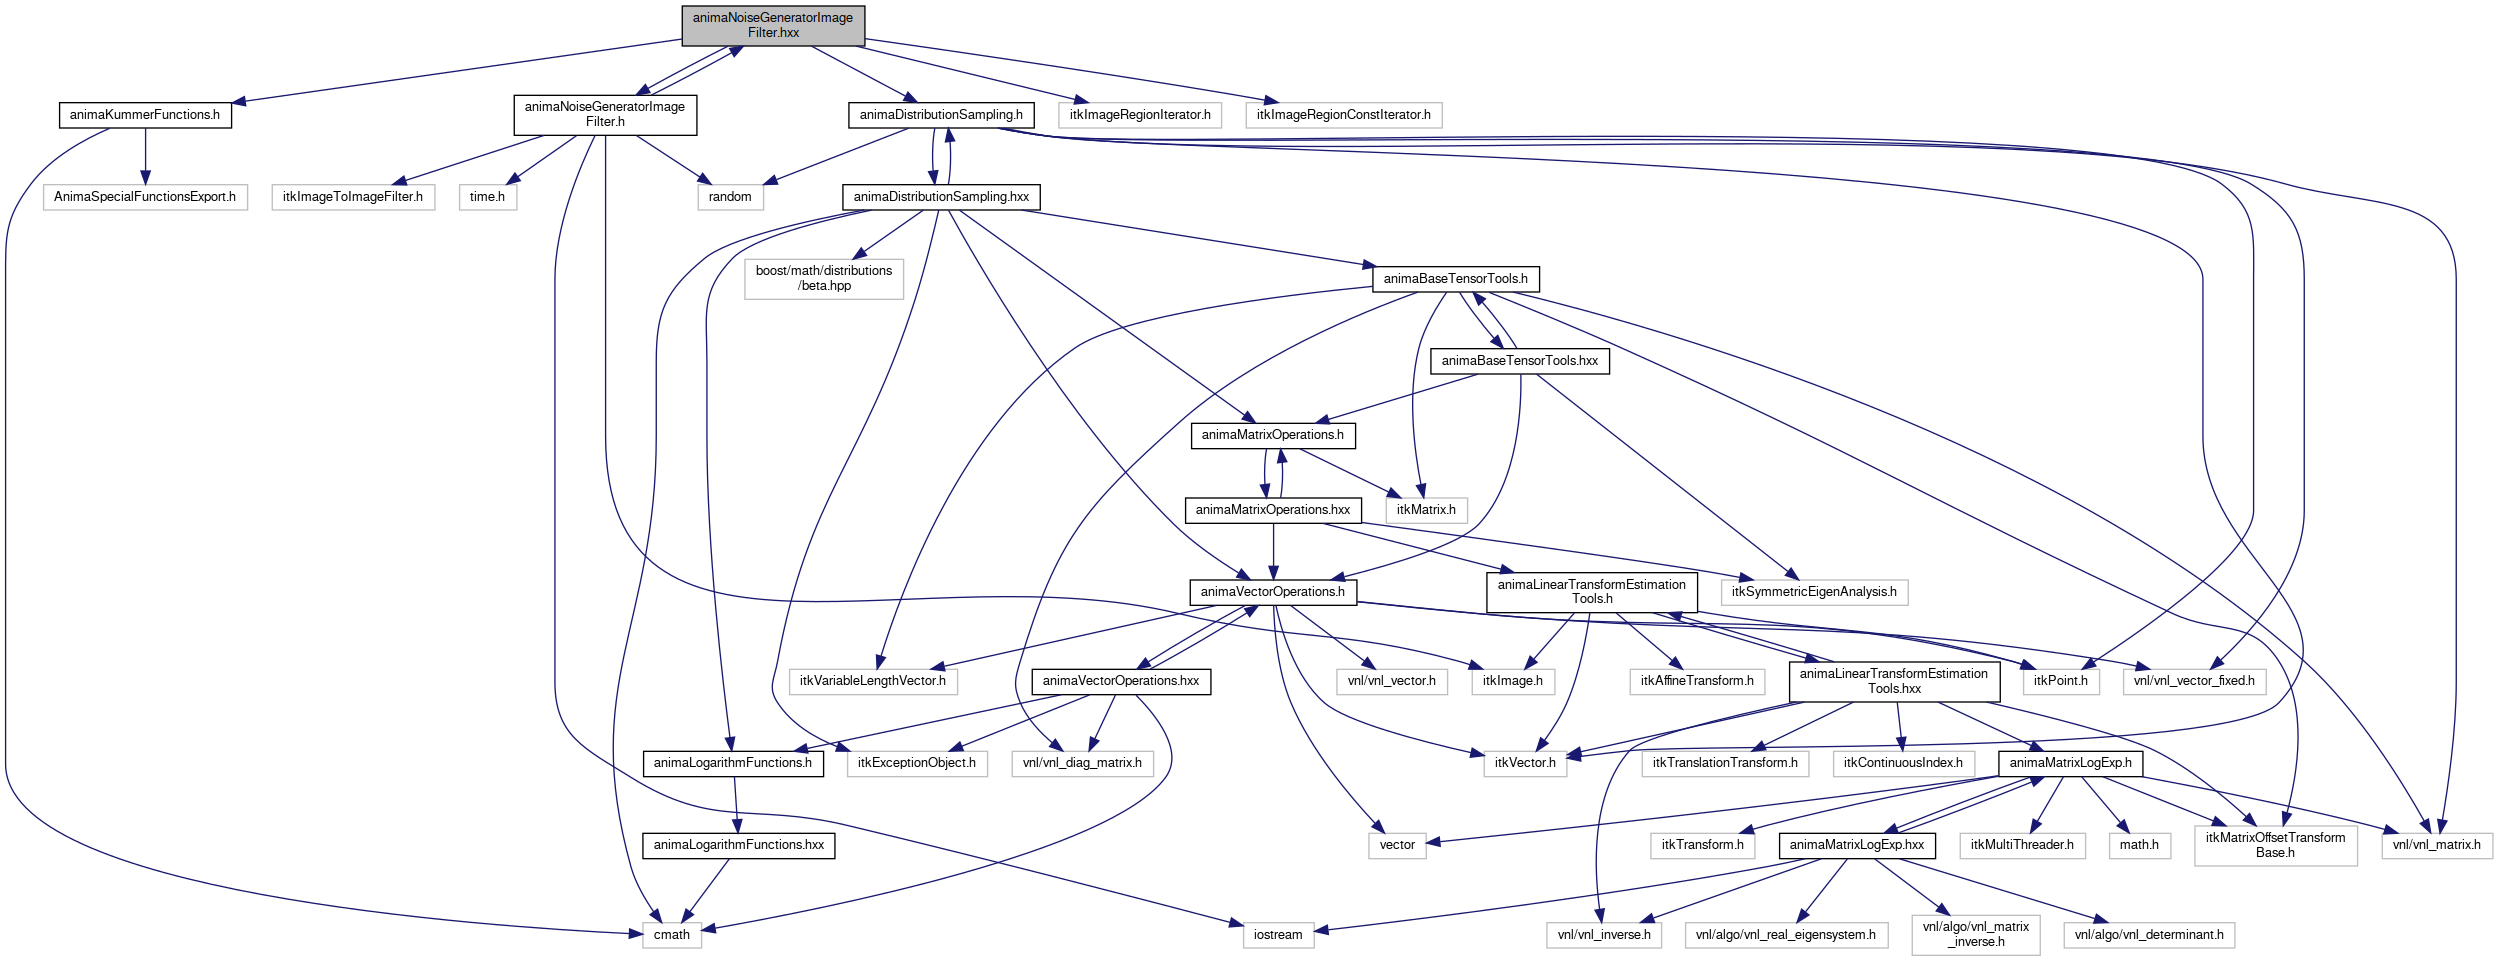 animaNoiseGeneratorImage
Filter.hxx
animaKummerFunctions.h
animaNoiseGeneratorImage
Filter.h
animaDistributionSampling.h
itkImageRegionIterator.h
itkImageRegionConstIterator.h
AnimaSpecialFunctionsExport.h
itkImageToImageFilter.h
time.h
random
animaDistributionSampling.hxx
boost/math/distributions
/beta.hpp
animaBaseTensorTools.h
animaBaseTensorTools.hxx
animaMatrixOperations.h
animaMatrixOperations.hxx
itkMatrix.h
animaVectorOperations.h
animaLinearTransformEstimation
Tools.h
itkSymmetricEigenAnalysis.h
itkVariableLengthVector.h
animaVectorOperations.hxx
vnl/vnl_vector.h
itkImage.h
itkAffineTransform.h
animaLinearTransformEstimation
Tools.hxx
itkPoint.h
vnl/vnl_vector_fixed.h
animaLogarithmFunctions.h
itkExceptionObject.h
vnl/vnl_diag_matrix.h
itkVector.h
itkTranslationTransform.h
itkContinuousIndex.h
animaMatrixLogExp.h
animaLogarithmFunctions.hxx
vector
itkTransform.h
animaMatrixLogExp.hxx
itkMultiThreader.h
math.h
itkMatrixOffsetTransform
Base.h
vnl/vnl_matrix.h
cmath
iostream
vnl/vnl_inverse.h
vnl/algo/vnl_real_eigensystem.h
vnl/algo/vnl_matrix
_inverse.h
vnl/algo/vnl_determinant.h